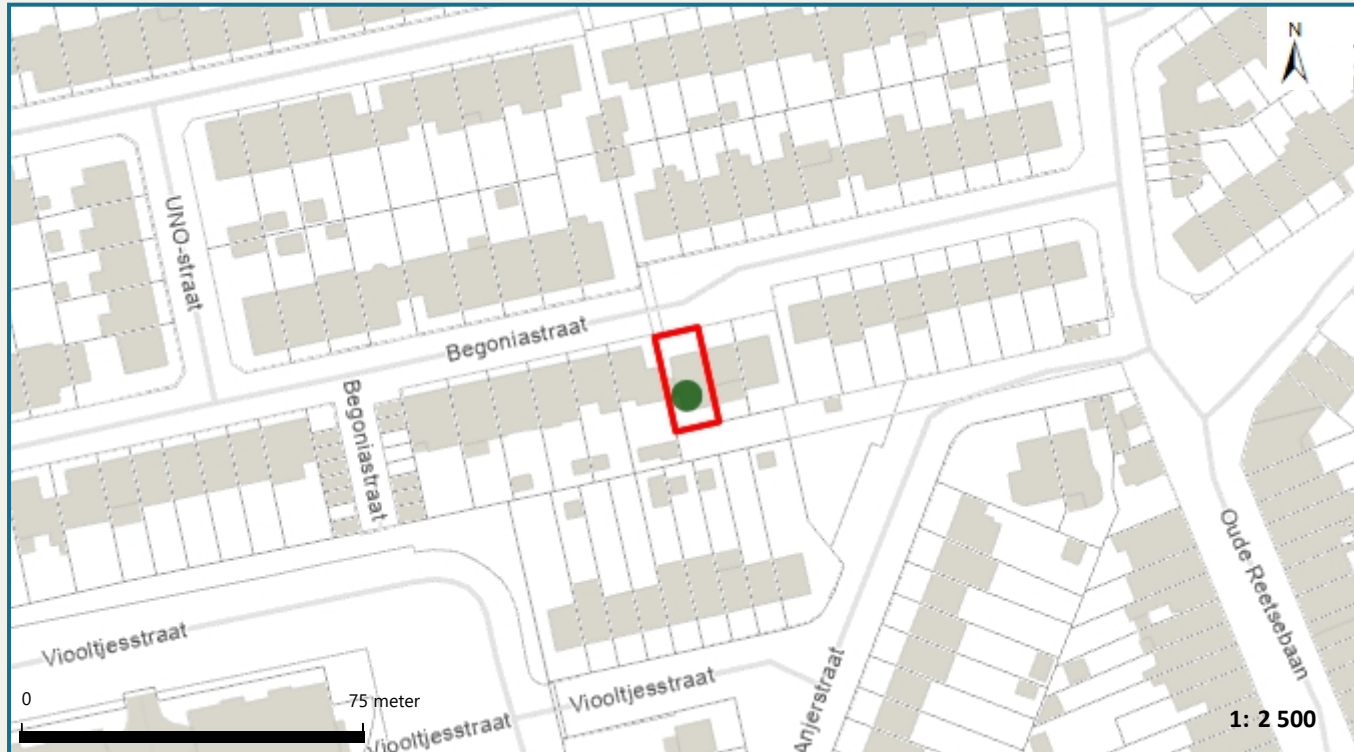 N
UNO-straat
Begoniastraat
Begoniastraat
Oude Reetsebaan
Viooltjesstraat
Viooltjesstraat
Anjerstraat
Viooltjesstraat
0
75 meter
1: 2 500